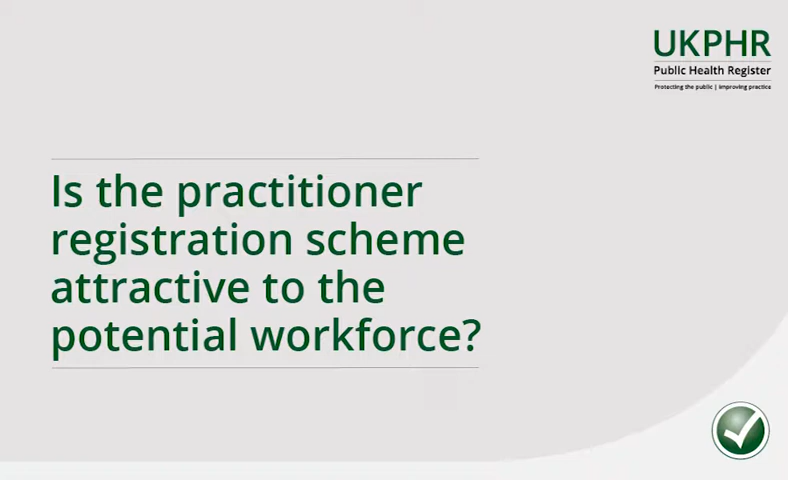 UKPHR
Public Health Register
Protecting the public | Improving practice
Is the practitioner
registration scheme
attractive to the
potential workforce?